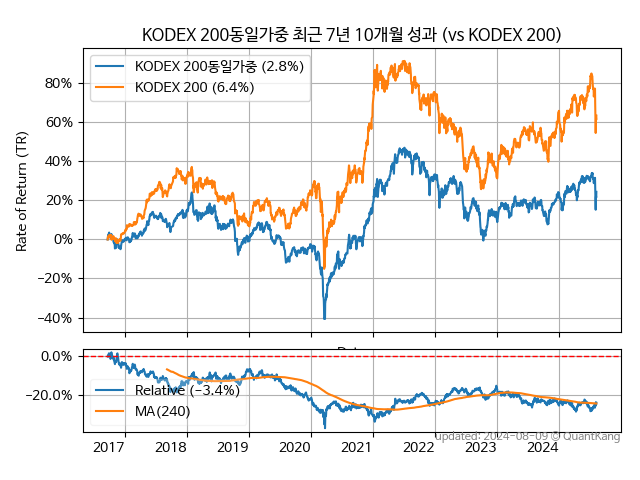 KODEX 200동일가중 최근 7년 10개월 성과 (vs KODEX 200)
KODEX 200동일가중 (2.8%)
KODEX 200 (6.4%)
Rate of Return (TR)
80%
60%
40%
20%
0%
−20%
−40%
0.0%
−20.0%
Relative (−3.4%)
MA(240)
2017 2018 2019 2020 2021 2022 2023 2024
updated: 2024-08-09 © QuantKang